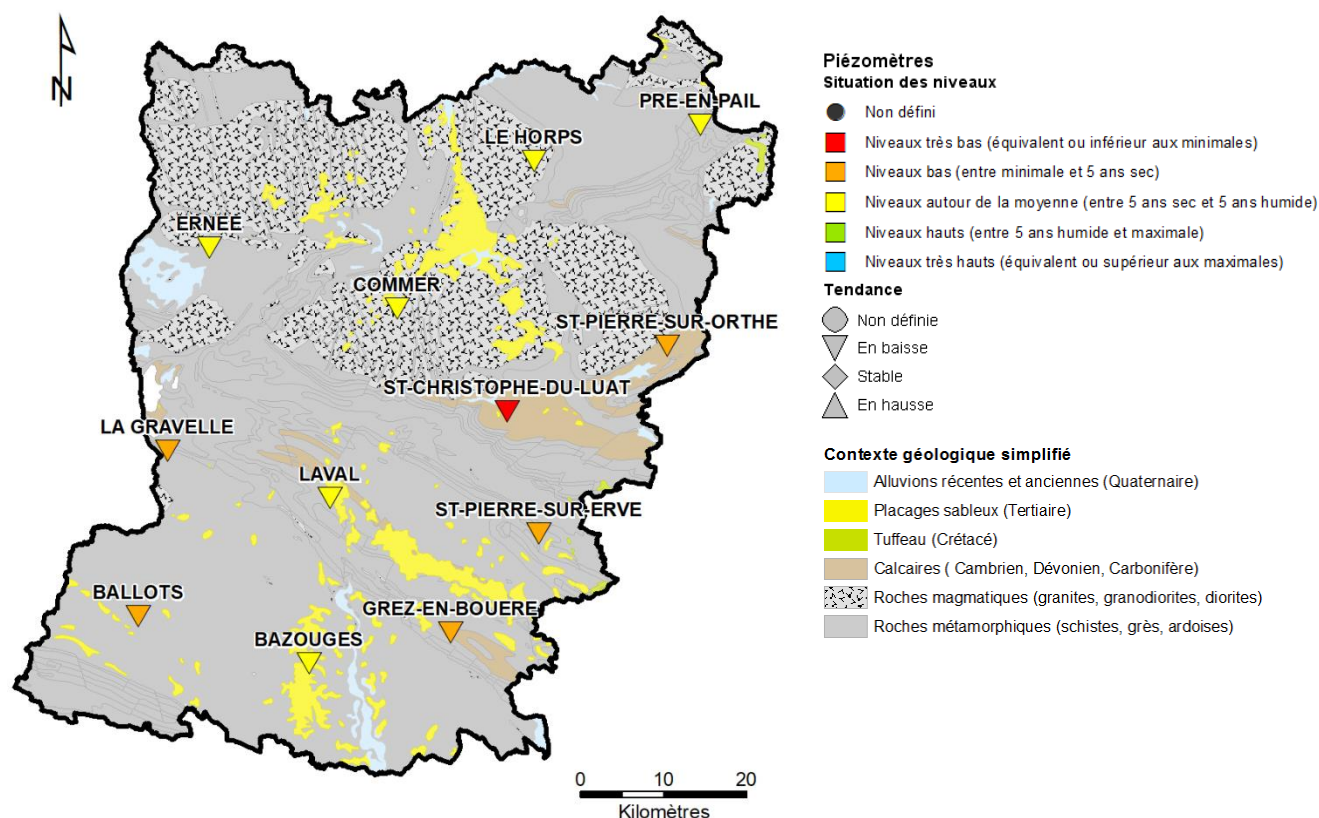 N
PRE-EN-PAIL
LE HORPS
ERNEE
COMMER
ST-PIERRE-SUR-ORTHE
ST-CHRISTOPHE-DU-LUAT
LA GRAVELLE
LAVAL
ST-PIERRE-SUR-ERVE
BALLOTS
GREZ-EN-BOUERE
BAZOUGES
0 10 20
Kilomètres
Piézomètres
Situation des niveaux
Non défini
Niveaux très bas (équivalent ou inférieur aux minimales)
Niveaux bas (entre minimale et 5 ans sec)
Niveaux autour de la moyenne (entre 5 ans sec et 5 ans humide)
Niveaux hauts (entre 5 ans humide et maximale)
Niveaux très hauts (équivalent ou supérieur aux maximales)
Tendance
Non définie
En baisse
Stable
En hausse
Contexte géologique simplifié
Alluvions récentes et anciennes (Quaternaire)
Placages sableux (Tertiaire)
Tuffeau (Crétacé)
Calcaires ( Cambrien, Dévonien, Carbonifère)
Roches magmatiques (granites, granodiorites, diorites)
Roches métamorphiques (schistes, grès, ardoises)